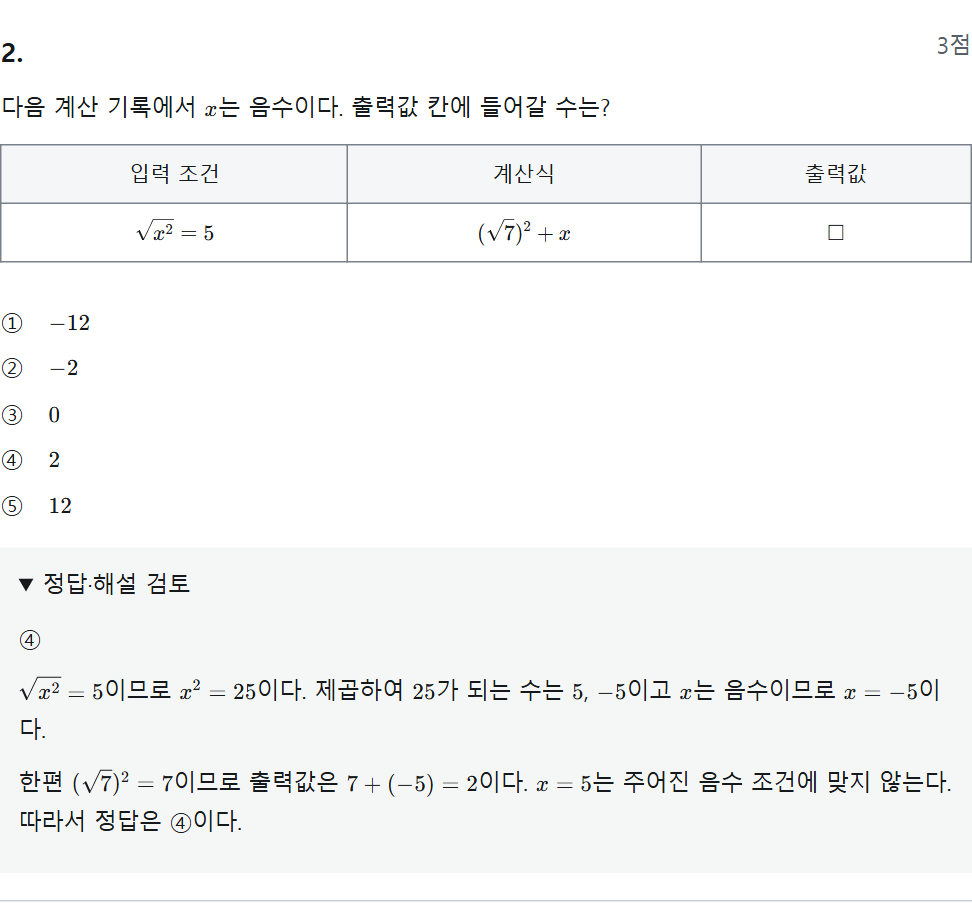 3점
2.
다음 계산 기록에서 x는 음수이다. 출력값 칸에 들어갈 수는?
입력 조건 계산식 출력값
√x² = 5 (√7)² + x □
① −12
② −2
③ 0
④ 2
⑤ 12
▼ 정답·해설 검토
④
√x² = 5이므로 x² = 25이다. 제곱하여 25가 되는 수는 5, −5이고 x는 음수이므로 x = −5이
다.
한편 (√7)² = 7이므로 출력값은 7 + (−5) = 2이다. x = 5는 주어진 음수 조건에 맞지 않는다.
따라서 정답은 ④이다.